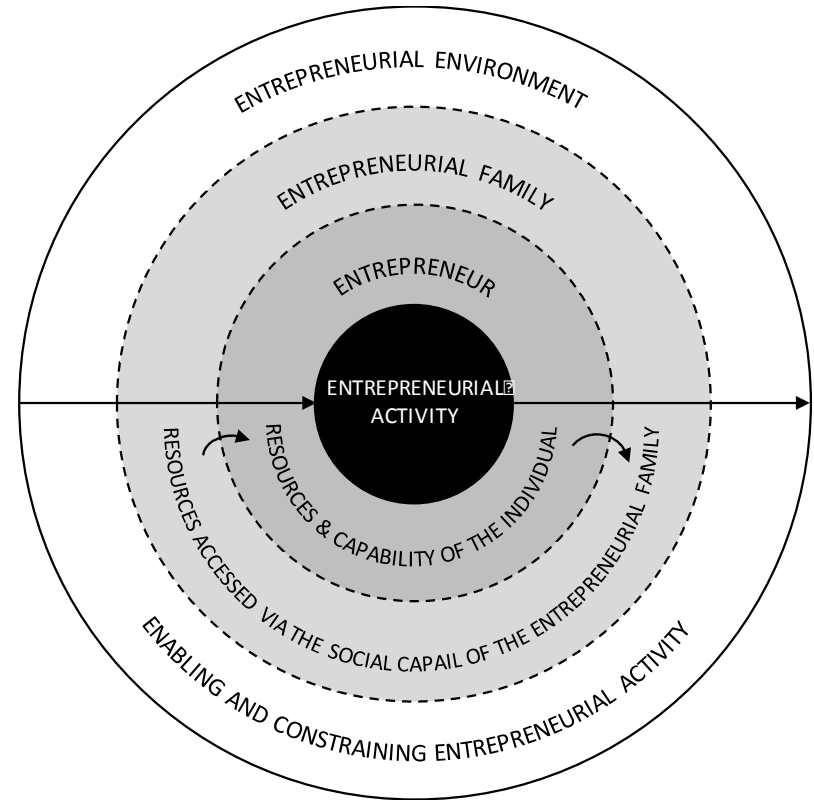 ENTREPRENEURIAL ENVIRONMENT
ENTREPRENEURIAL FAMILY
ENTREPRENEUR
ENTREPRENEURIAL
ACTIVITY
RESOURCES & CAPABILITY OF THE INDIVIDUAL
RESOURCES ACCESSED VIA THE SOCIAL CAPAIL OF THE ENTREPRENEURIAL FAMILY
ENABLING AND CONSTRAINING ENTREPRENEURIAL ACTIVITY